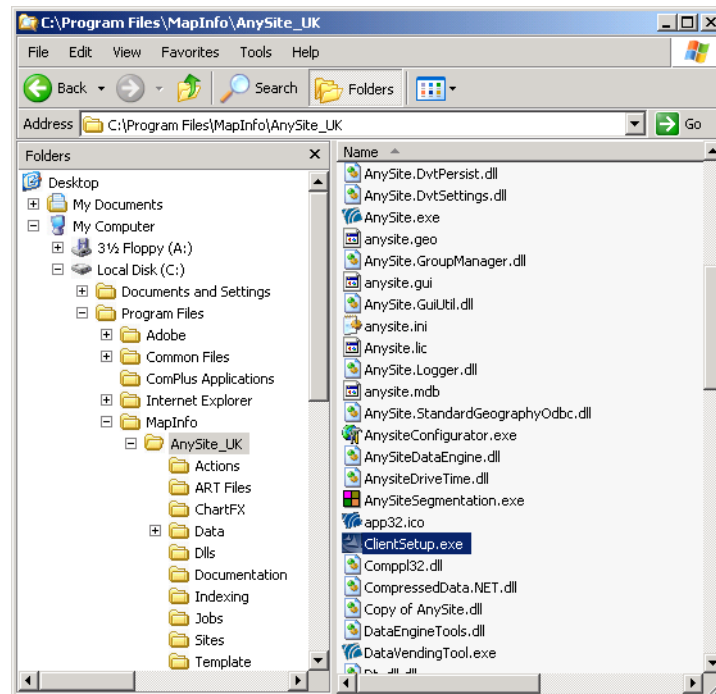 C:\Program Files\MapInfo\AnySite_UK
File Edit View Favorites Tools Help
Back Search Folders
Address C:\Program Files\MapInfo\AnySite_UK Go
Folders
Desktop
My Documents
My Computer
3½ Floppy (A:)
Local Disk (C:)
Documents and Settings
Program Files
Adobe
Common Files
ComPlus Applications
Internet Explorer
MapInfo
AnySite_UK
Actions
ART Files
ChartFX
Data
Dlls
Documentation
Indexing
Jobs
Sites
Template
Name
AnySite.DvtPersist.dll
AnySite.DvtSettings.dll
AnySite.exe
anysite.geo
AnySite.GroupManager.dll
anysite.gui
AnySite.GuiUtil.dll
anysite.ini
Anysite.lic
AnySite.Logger.dll
anysite.mdb
AnySite.StandardGeographyOdbc.dll
AnysiteConfigurator.exe
AnySiteDataEngine.dll
AnysiteDriveTime.dll
AnySiteSegmentation.exe
app32.ico
ClientSetup.exe
Comppl32.dll
CompressedData.NET.dll
Copy of AnySite.dll
DataEngineTools.dll
DataVendingTool.exe